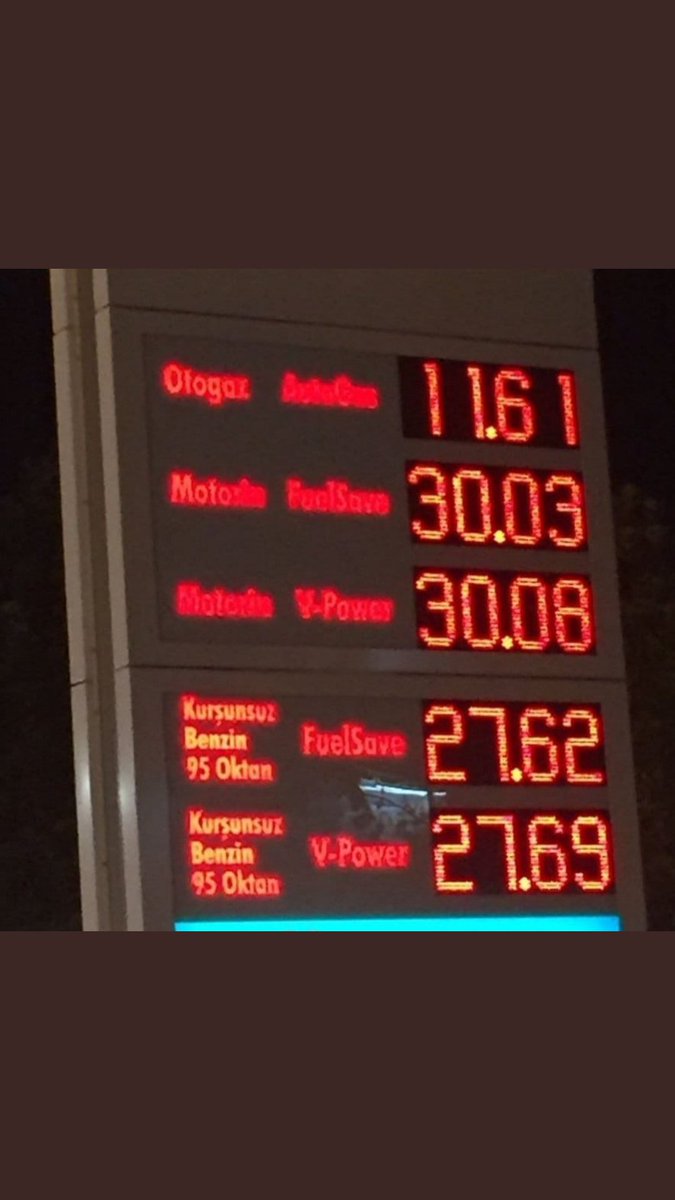 Otogaz AutoGas 11.61
Motorin FuelSave 30.03
Motorin V-Power 30.08
Kurşunsuz
Benzin FuelSave 27.62
95 Oktan
Kurşunsuz
Benzin V-Power 27.69
95 Oktan